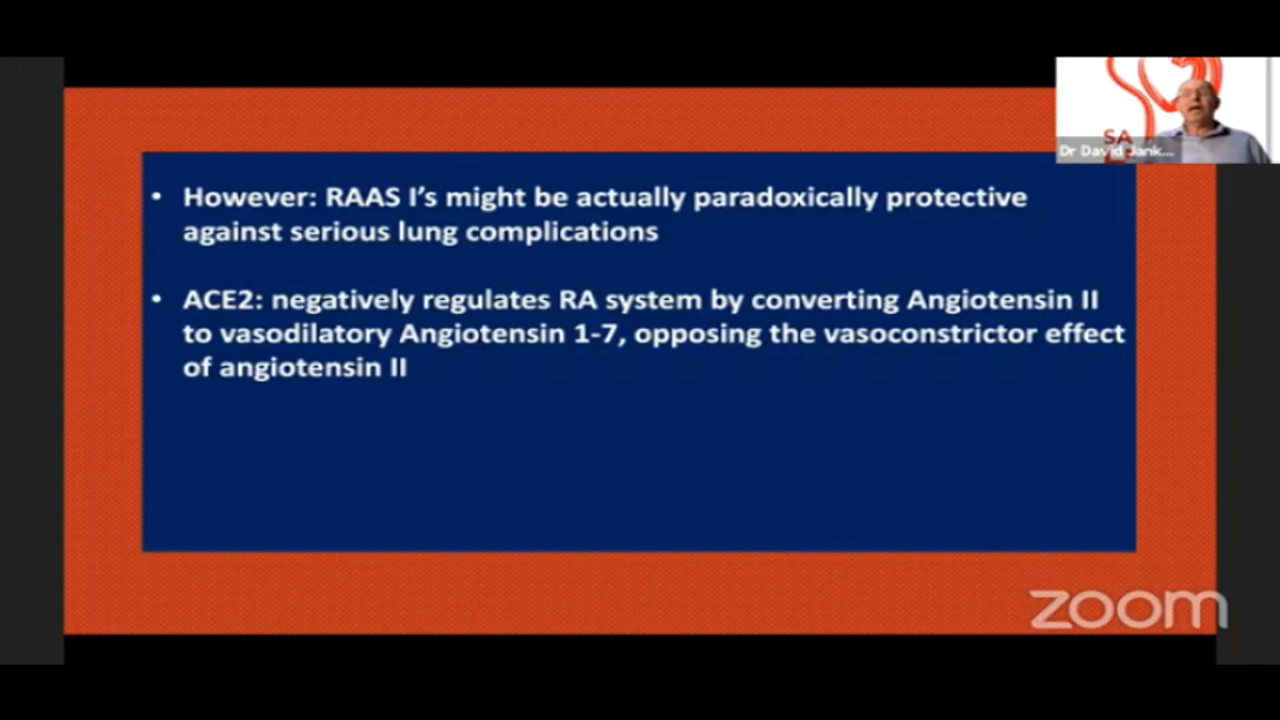 SA
Dr David Jank...
• However: RAAS I’s might be actually paradoxically protective
against serious lung complications
• ACE2: negatively regulates RA system by converting Angiotensin II
to vasodilatory Angiotensin 1-7, opposing the vasoconstrictor effect
of angiotensin II
zoom